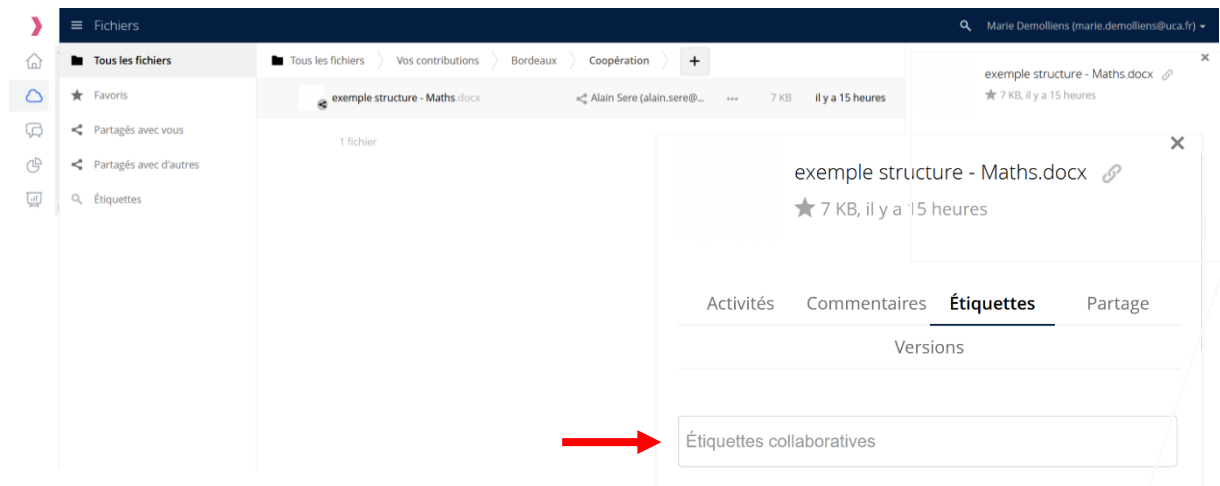 Fichiers
Marie Demolliens (marie.demolliens@uca.fr)
Tous les fichiers
Favoris
Partagés avec vous
Partagés avec d'autres
Étiquettes
Tous les fichiers Vos contributions Bordeaux Coopération +
exemple structure - Maths.docx Alain Sere (alain.sere@... ••• 7 KB il y a 15 heures
1 fichier
exemple structure - Maths.docx
7 KB, il y a 15 heures
exemple structure - Maths.docx
7 KB, il y a 15 heures
Activités Commentaires Étiquettes Partage
Versions
Étiquettes collaboratives